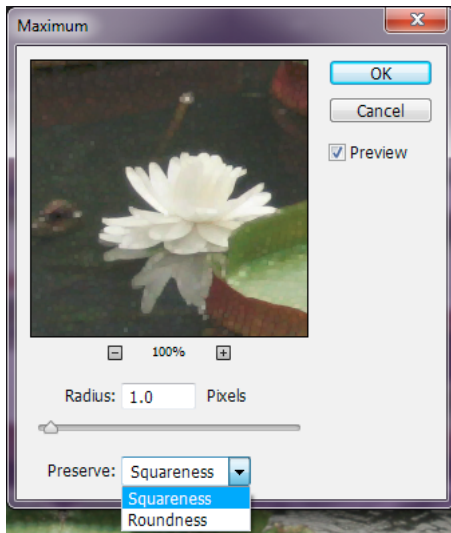 Maximum
OK
Cancel
Preview
100%
Radius: 1.0 Pixels
Preserve: Squareness
Squareness
Roundness